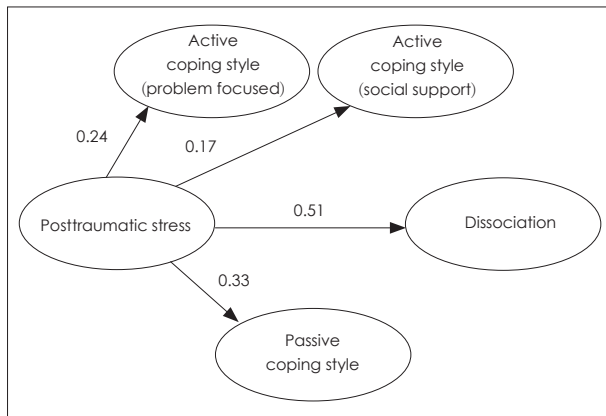 Active
coping style
(problem focused)
Active
coping style
(social support)
0.24
0.17
Posttraumatic stress
0.51
Dissociation
0.33
Passive
coping style